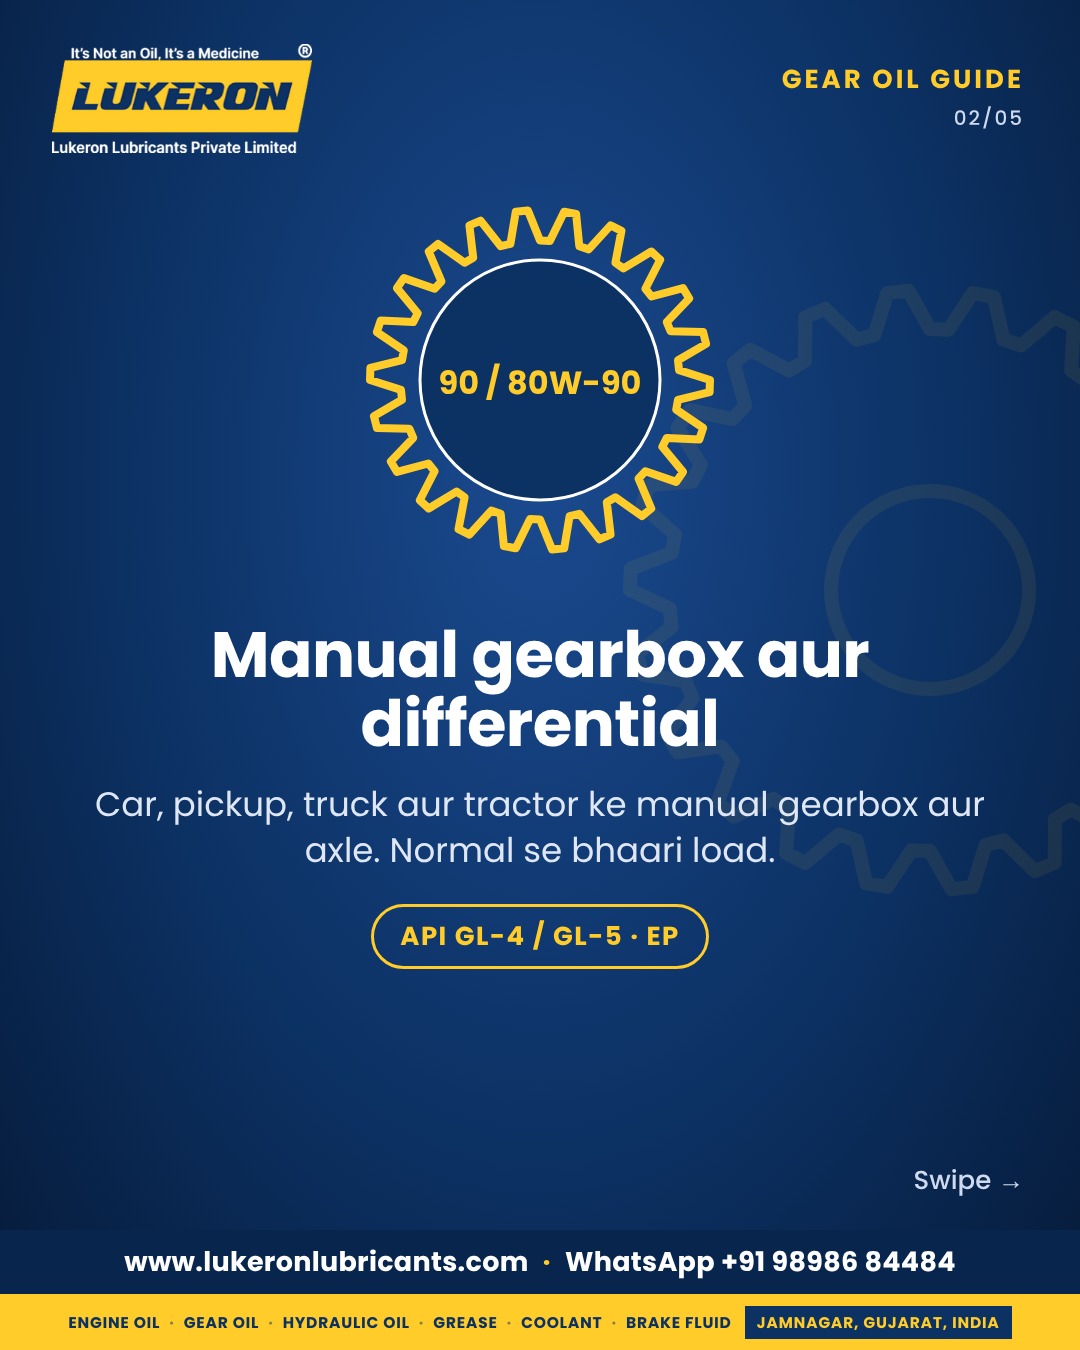 It's Not an Oil, It's a Medicine ®
LUKERON
Lukeron Lubricants Private Limited
GEAR OIL GUIDE
02/05
90 / 80W-90
Manual gearbox aur
differential
Car, pickup, truck aur tractor ke manual gearbox aur
axle. Normal se bhaari load.
API GL-4 / GL-5 · EP
Swipe →
www.lukeronlubricants.com · WhatsApp +91 98986 84484
ENGINE OIL · GEAR OIL · HYDRAULIC OIL · GREASE · COOLANT · BRAKE FLUID JAMNAGAR, GUJARAT, INDIA